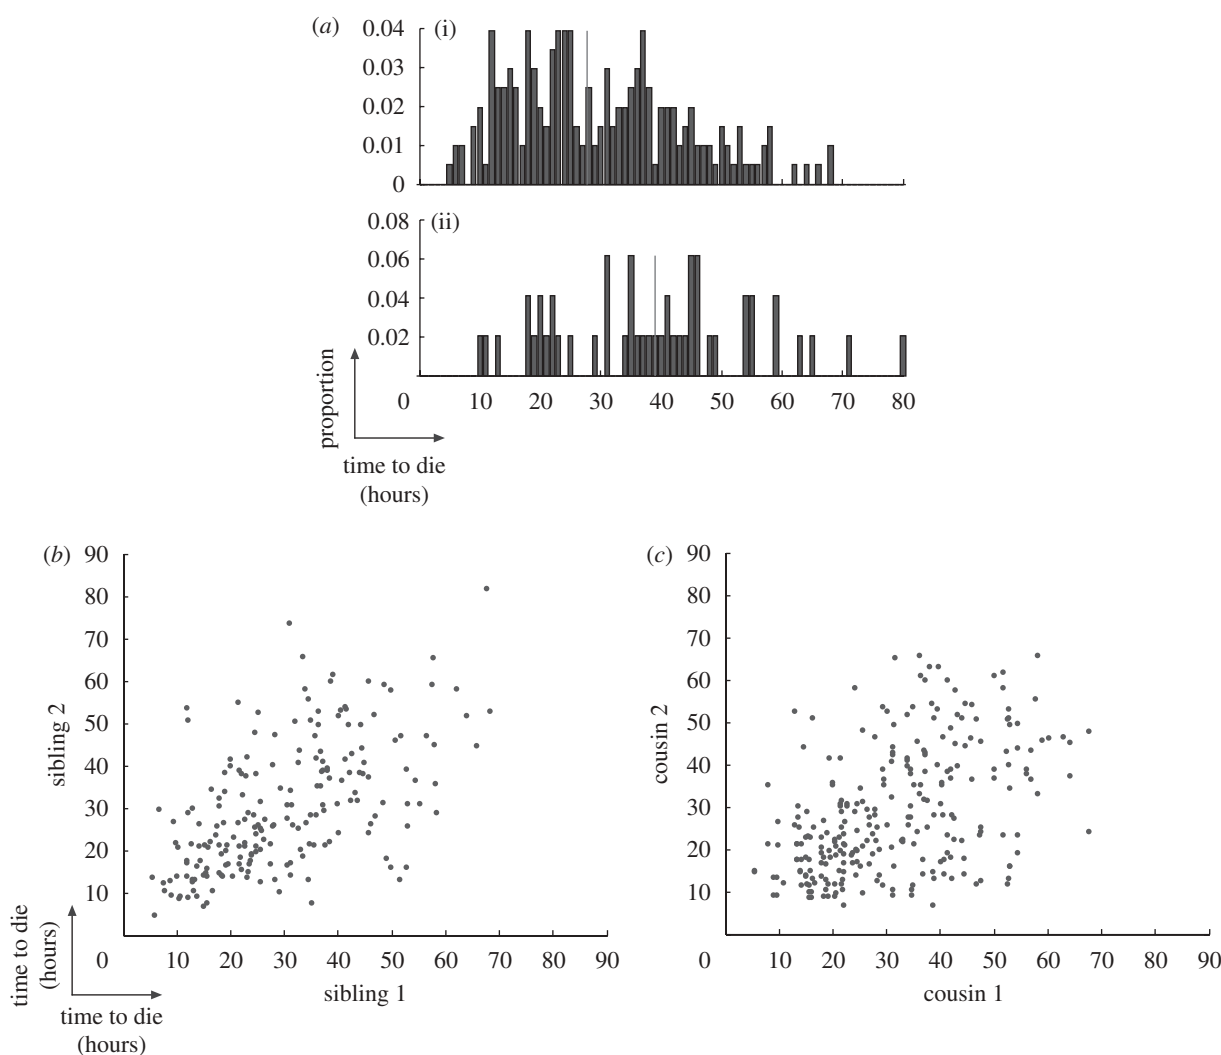 (a)
0.04 (i)
0.03
0.02
0.01
0
0.08 (ii)
0.06
0.04
0.02
0 10 20 30 40 50 60 70 80
proportion
time to die
(hours)
(b) 90
80
70
60
50
40
30
20
10
0 10 20 30 40 50 60 70 80 90
sibling 2
sibling 1
time to die
(hours)
time to die
(hours)
(c) 90
80
70
60
50
40
30
20
10
0 10 20 30 40 50 60 70 80 90
cousin 2
cousin 1